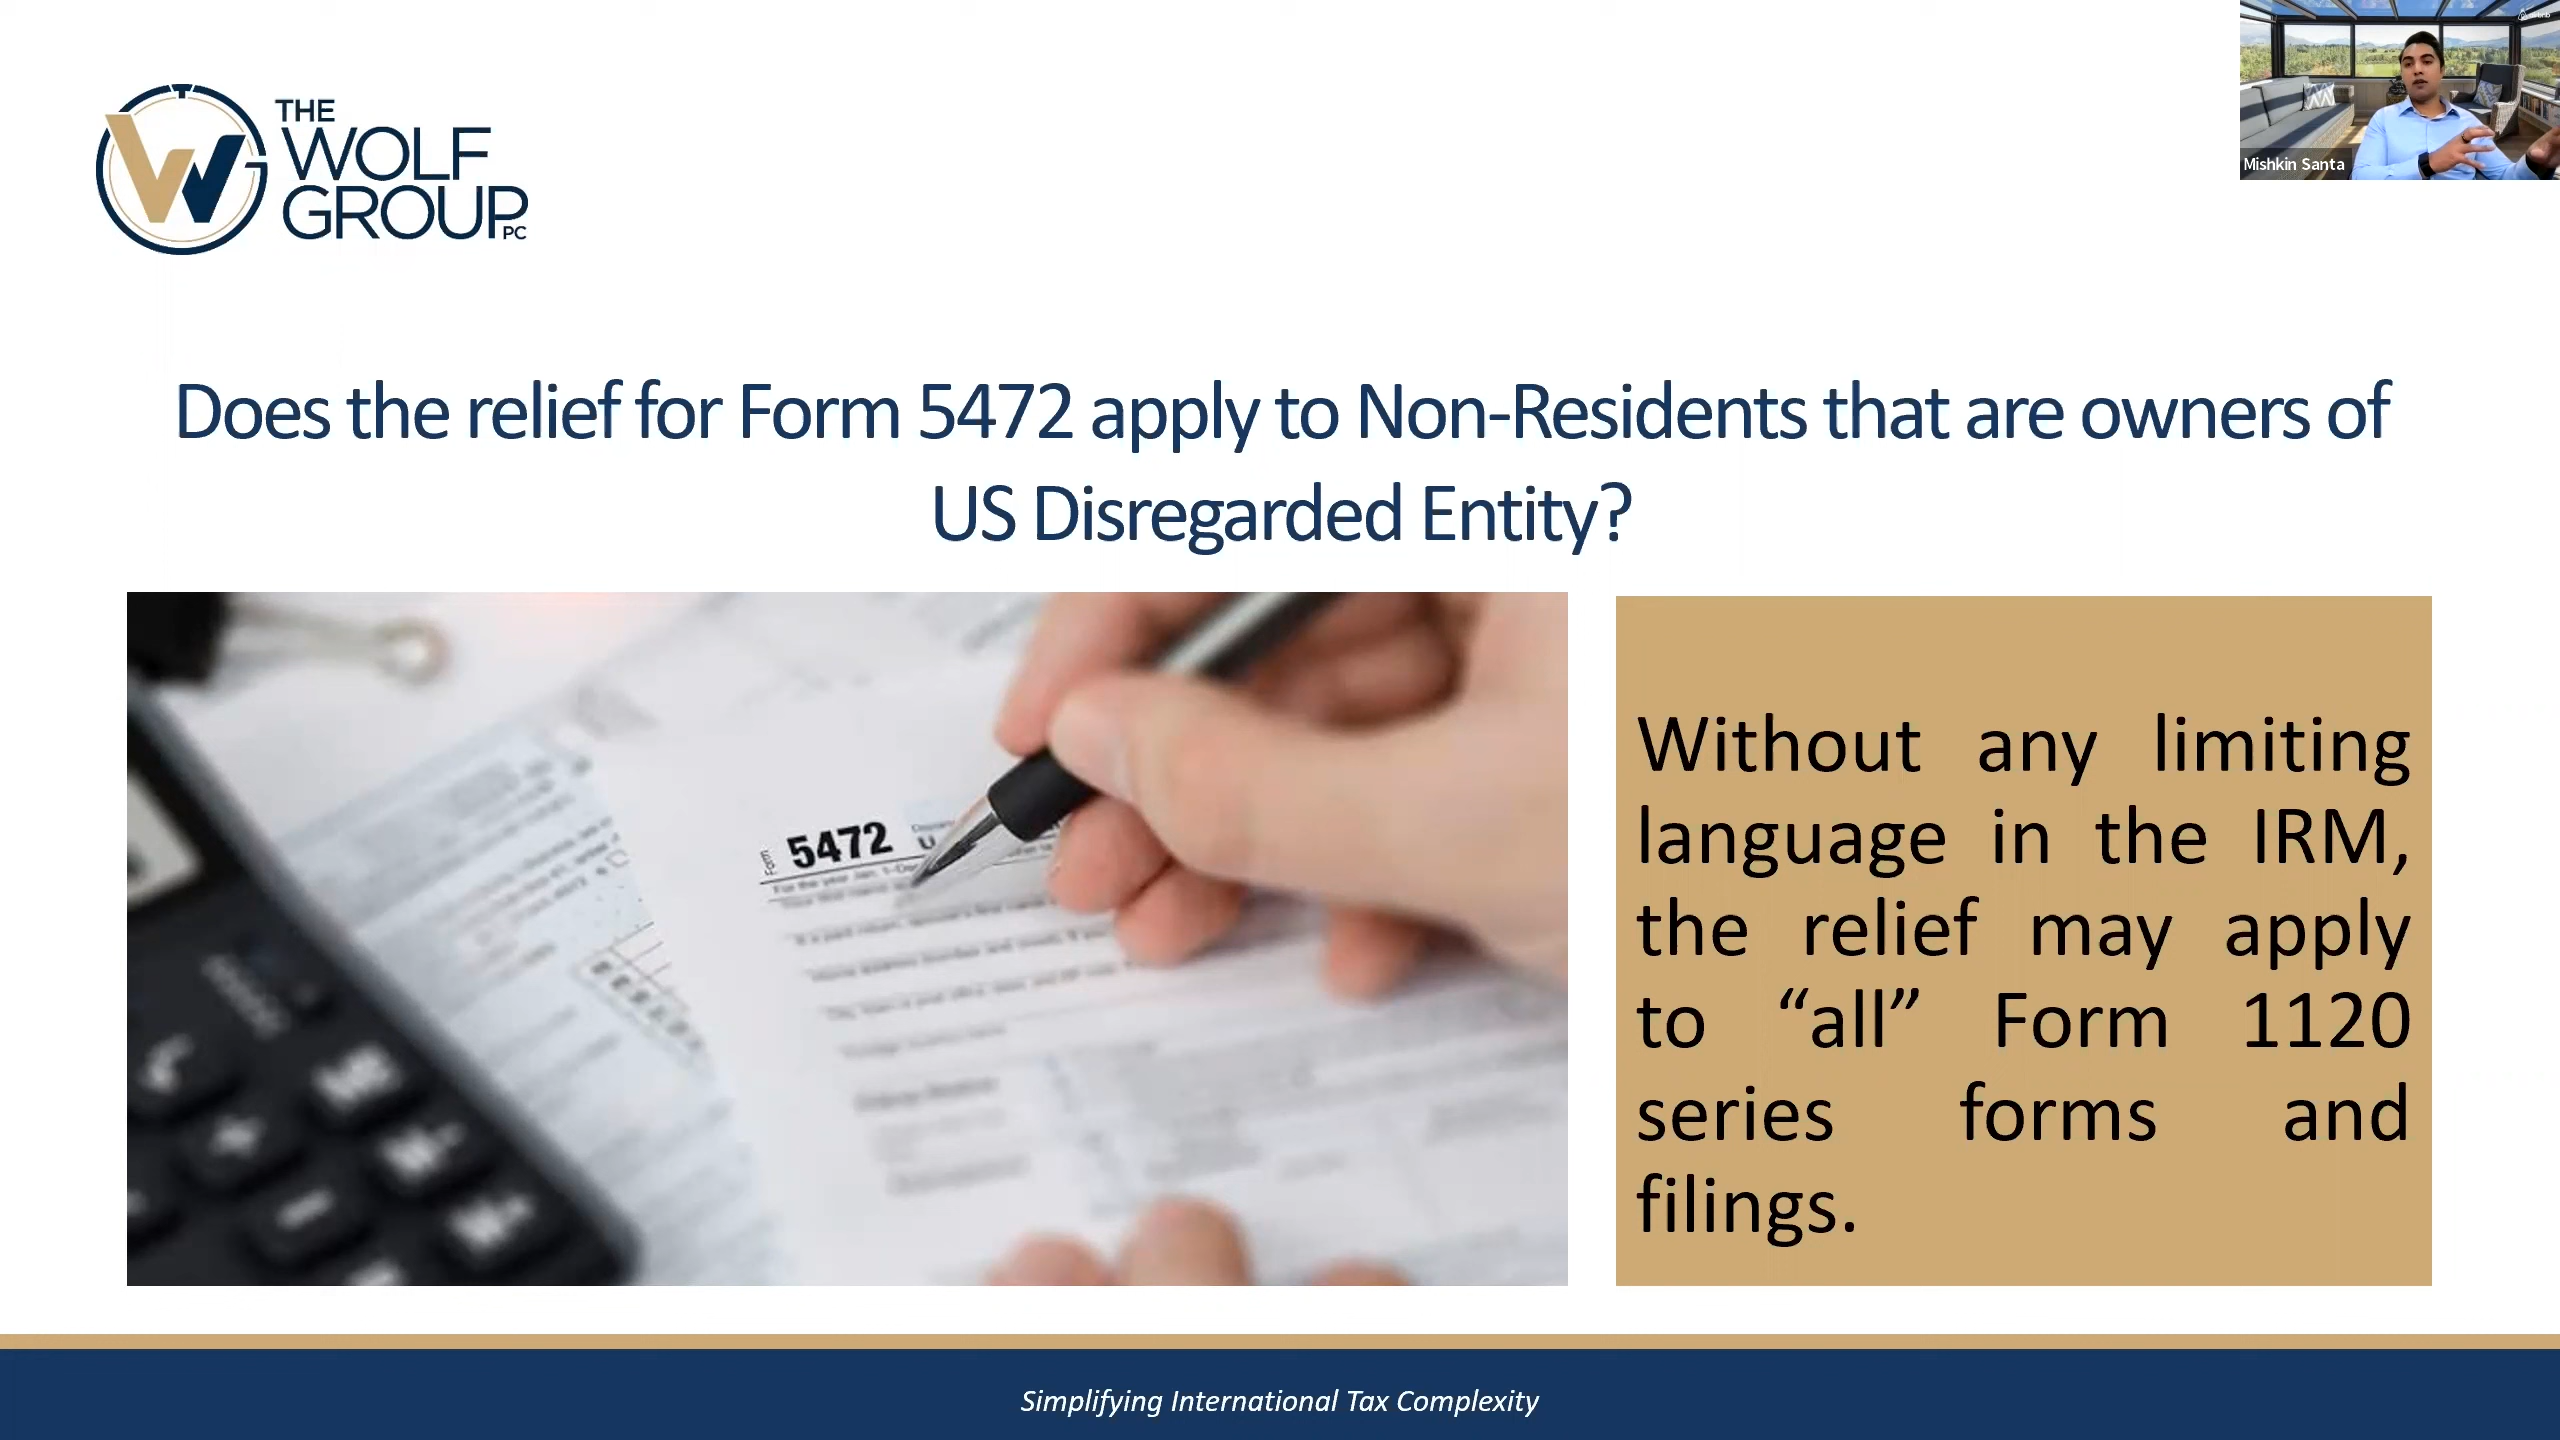 THE
WOLF
GROUP
PC
Mishkin Santa
Does the relief for Form 5472 apply to Non-Residents that are owners of
US Disregarded Entity?
Form 5472
Without any limiting
language in the IRM,
the relief may apply
to “all” Form 1120
series forms and
filings.
Simplifying International Tax Complexity